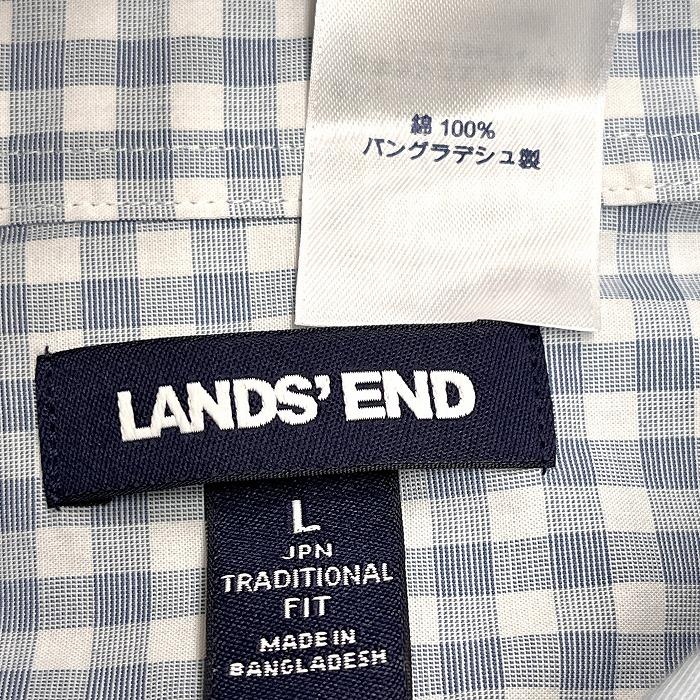 綿 100%
バングラデシュ製
LANDS' END
L
JPN
TRADITIONAL
FIT
MADE IN
BANGLADESH